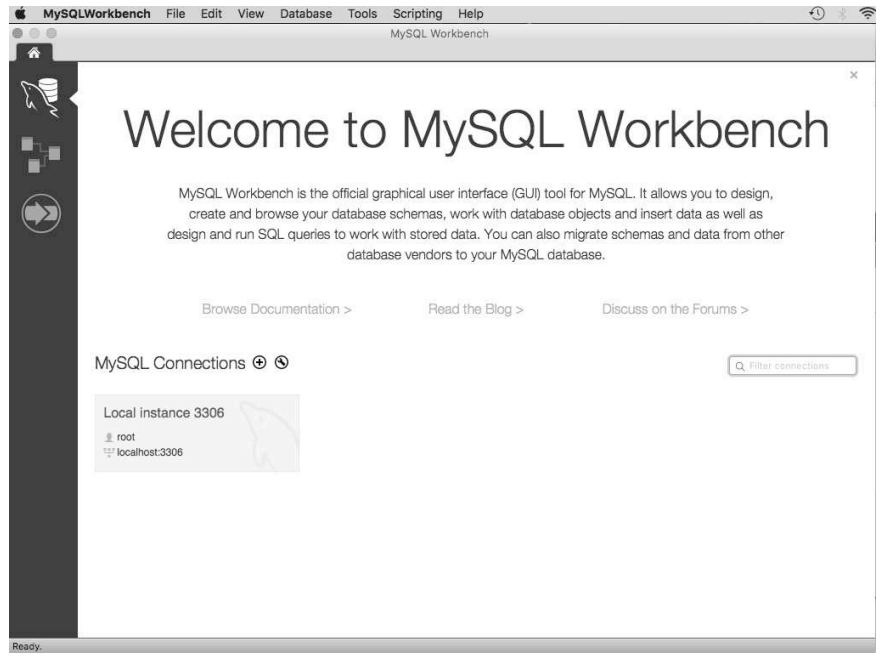 MySQLWorkbench File Edit View Database Tools Scripting Help
MySQL Workbench
Welcome to MySQL Workbench
MySQL Workbench is the official graphical user interface (GUI) tool for MySQL. It allows you to design,
create and browse your database schemas, work with database objects and insert data as well as
design and run SQL queries to work with stored data. You can also migrate schemas and data from other
database vendors to your MySQL database.
Browse Documentation > Read the Blog > Discuss on the Forums >
MySQL Connections
Filter connections
Local instance 3306
root
localhost:3306
Ready.